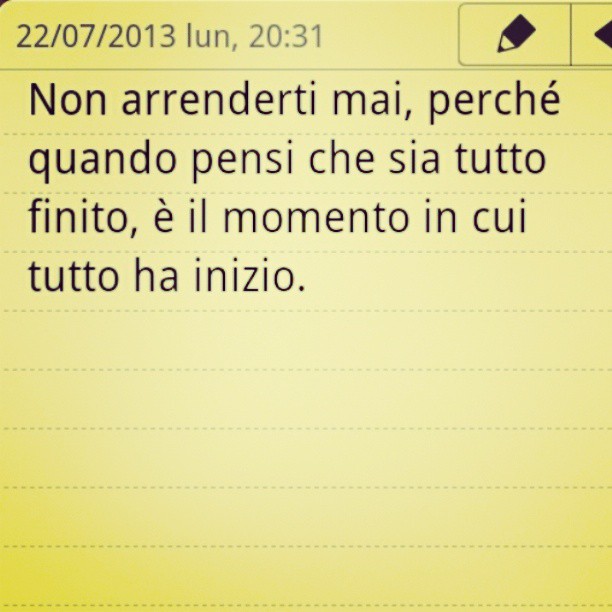 22/07/2013 lun, 20:31
Non arrenderti mai, perché
quando pensi che sia tutto
finito, è il momento in cui
tutto ha inizio.